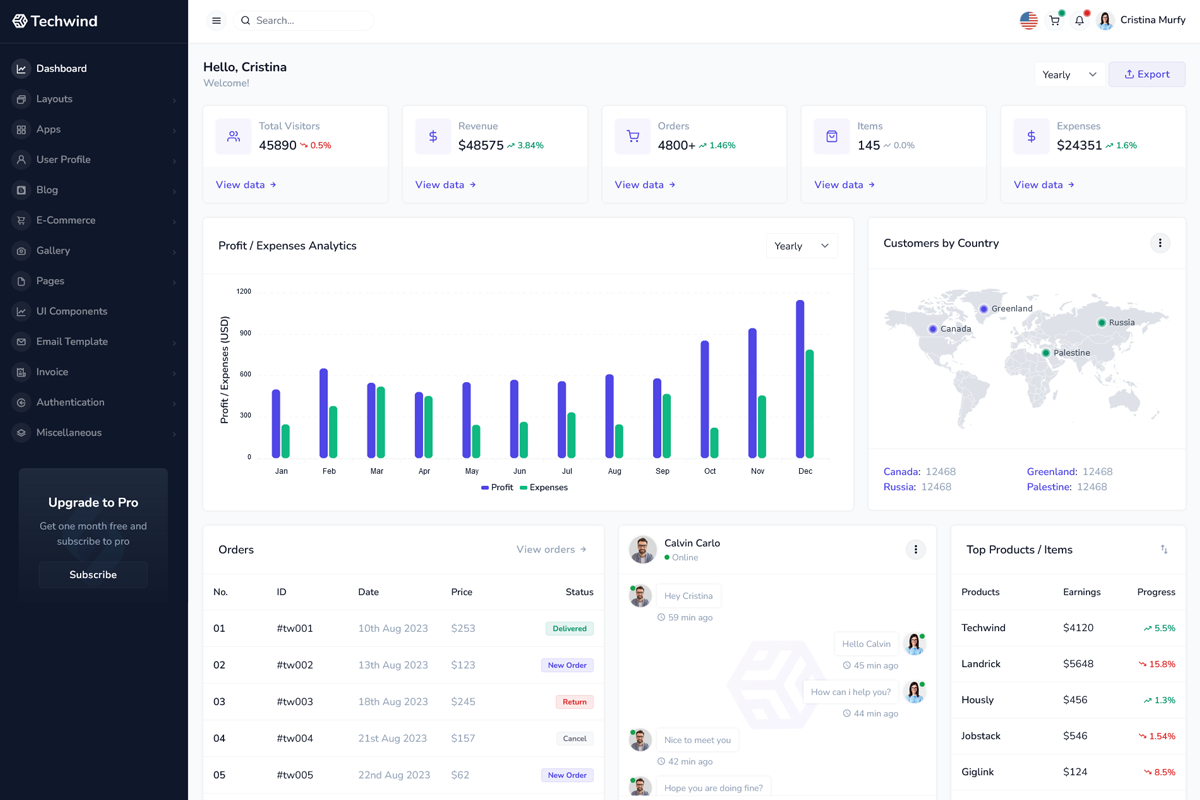 Techwind
Search...
Cristina Murfy
Dashboard
Layouts
Apps
User Profile
Blog
E-Commerce
Gallery
Pages
UI Components
Email Template
Invoice
Authentication
Miscellaneous
Upgrade to Pro
Get one month free and
subscribe to pro
Subscribe
Hello, Cristina
Welcome!
Yearly
Export
Total Visitors
45890 0.5%
View data
Revenue
$48575 3.84%
View data
Orders
4800+ 1.46%
View data
Items
145 0.0%
View data
Expenses
$24351 1.6%
View data
Profit / Expenses Analytics
Yearly
Profit / Expenses (USD)
1200
900
600
300
0
Jan Feb Mar Apr May Jun Jul Aug Sep Oct Nov Dec
Profit Expenses
Customers by Country
Greenland
Canada
Russia
Palestine
Canada: 12468 Greenland: 12468
Russia: 12468 Palestine: 12468
Orders View orders
No. ID Date Price Status
01 #tw001 10th Aug 2023 $253 Delivered
02 #tw002 13th Aug 2023 $123 New Order
03 #tw003 18th Aug 2023 $245 Return
04 #tw004 21st Aug 2023 $157 Cancel
05 #tw005 22nd Aug 2023 $62 New Order
Calvin Carlo
Online
Hey Cristina
59 min ago
Hello Calvin
45 min ago
How can i help you?
44 min ago
Nice to meet you
42 min ago
Hope you are doing fine?
Top Products / Items
Products Earnings Progress
Techwind $4120 5.5%
Landrick $5648 15.8%
Hously $456 1.3%
Jobstack $546 1.54%
Giglink $124 8.5%